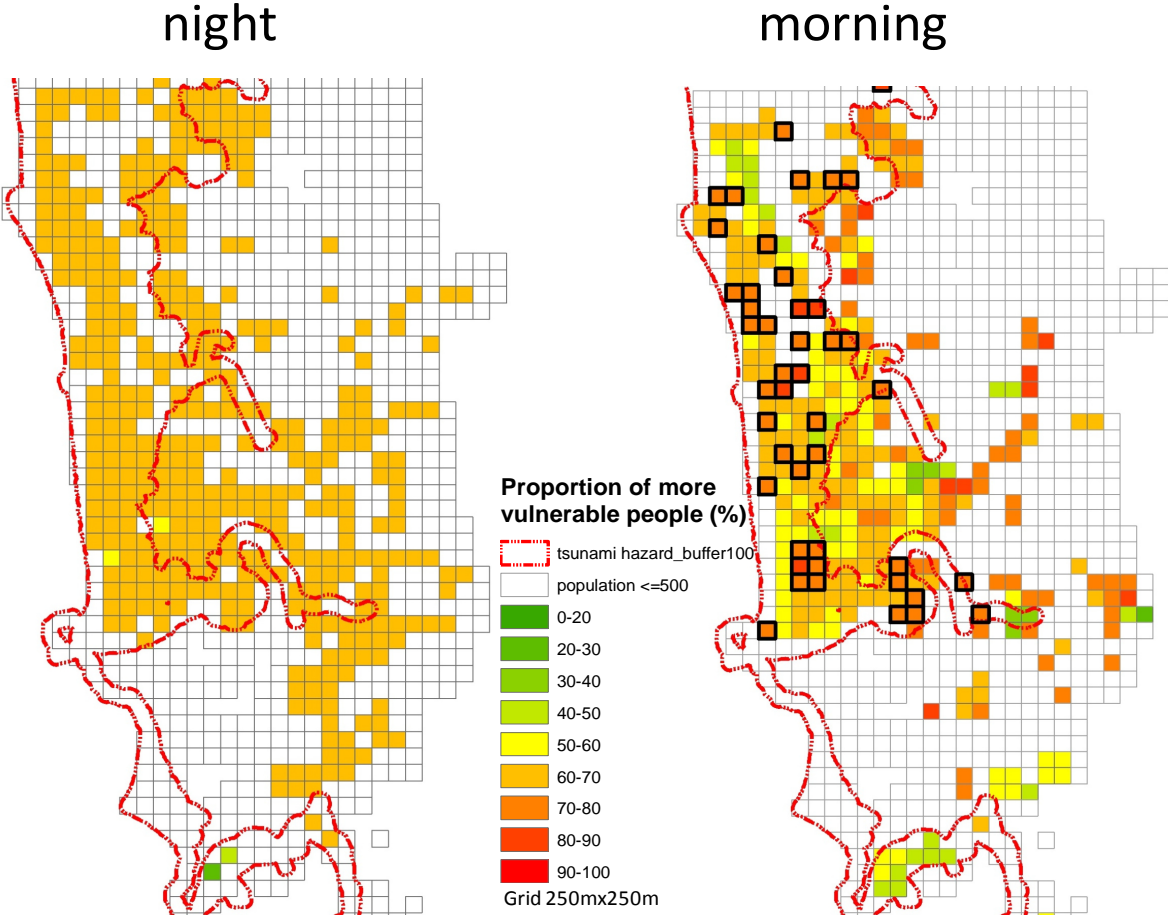 night
morning
Proportion of more
vulnerable people (%)
tsunami hazard_buffer100
population <=500
0-20
20-30
30-40
40-50
50-60
60-70
70-80
80-90
90-100
Grid 250mx250m